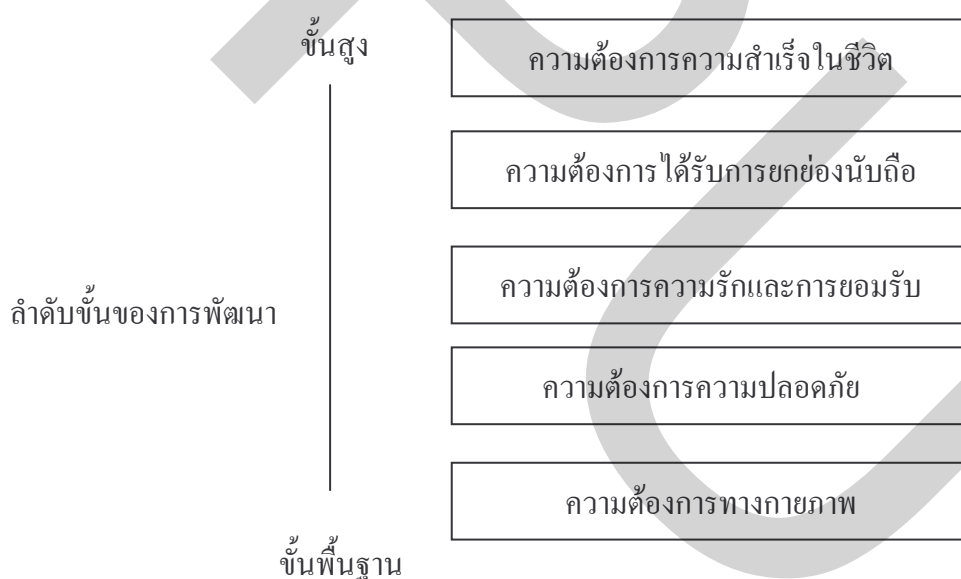 ขั้นสูง
ความต้องการความสำเร็จในชีวิต
ความต้องการได้รับการยกย่องนับถือ
ความต้องการความรักและการยอมรับ
ลำดับขั้นของการพัฒนา
ความต้องการความปลอดภัย
ความต้องการทางกายภาพ
ขั้นพื้นฐาน